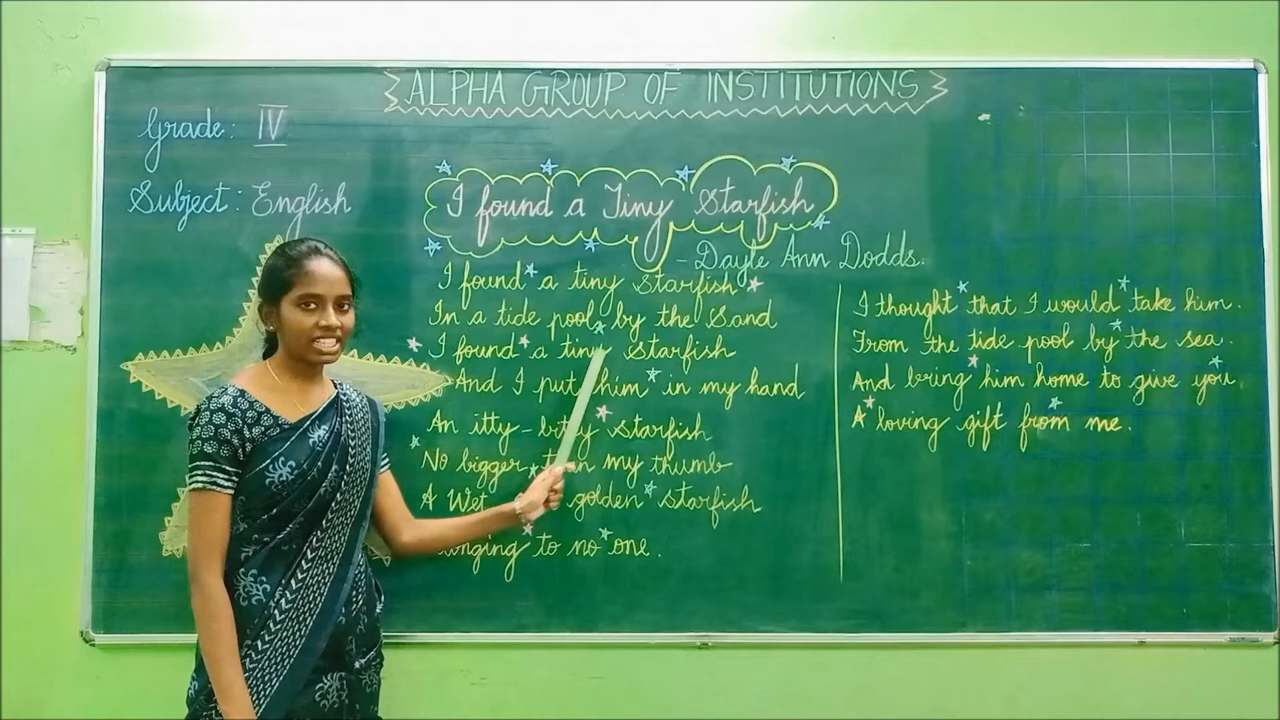 ALPHA GROUP OF INSTITUTIONS
Grade: IV
Subject: English
I found a Tiny Starfish
- Dayle Ann Dodds.
I found a tiny starfish
In a tide pool by the Sand
I found a tiny starfish
And I put him in my hand
An itty-bitty starfish
No bigger than my thumb
A Wet golden starfish
to no one.
I thought that I would take him.
From the tide pool by the sea.
And bring him home to give you.
A loving gift from me.